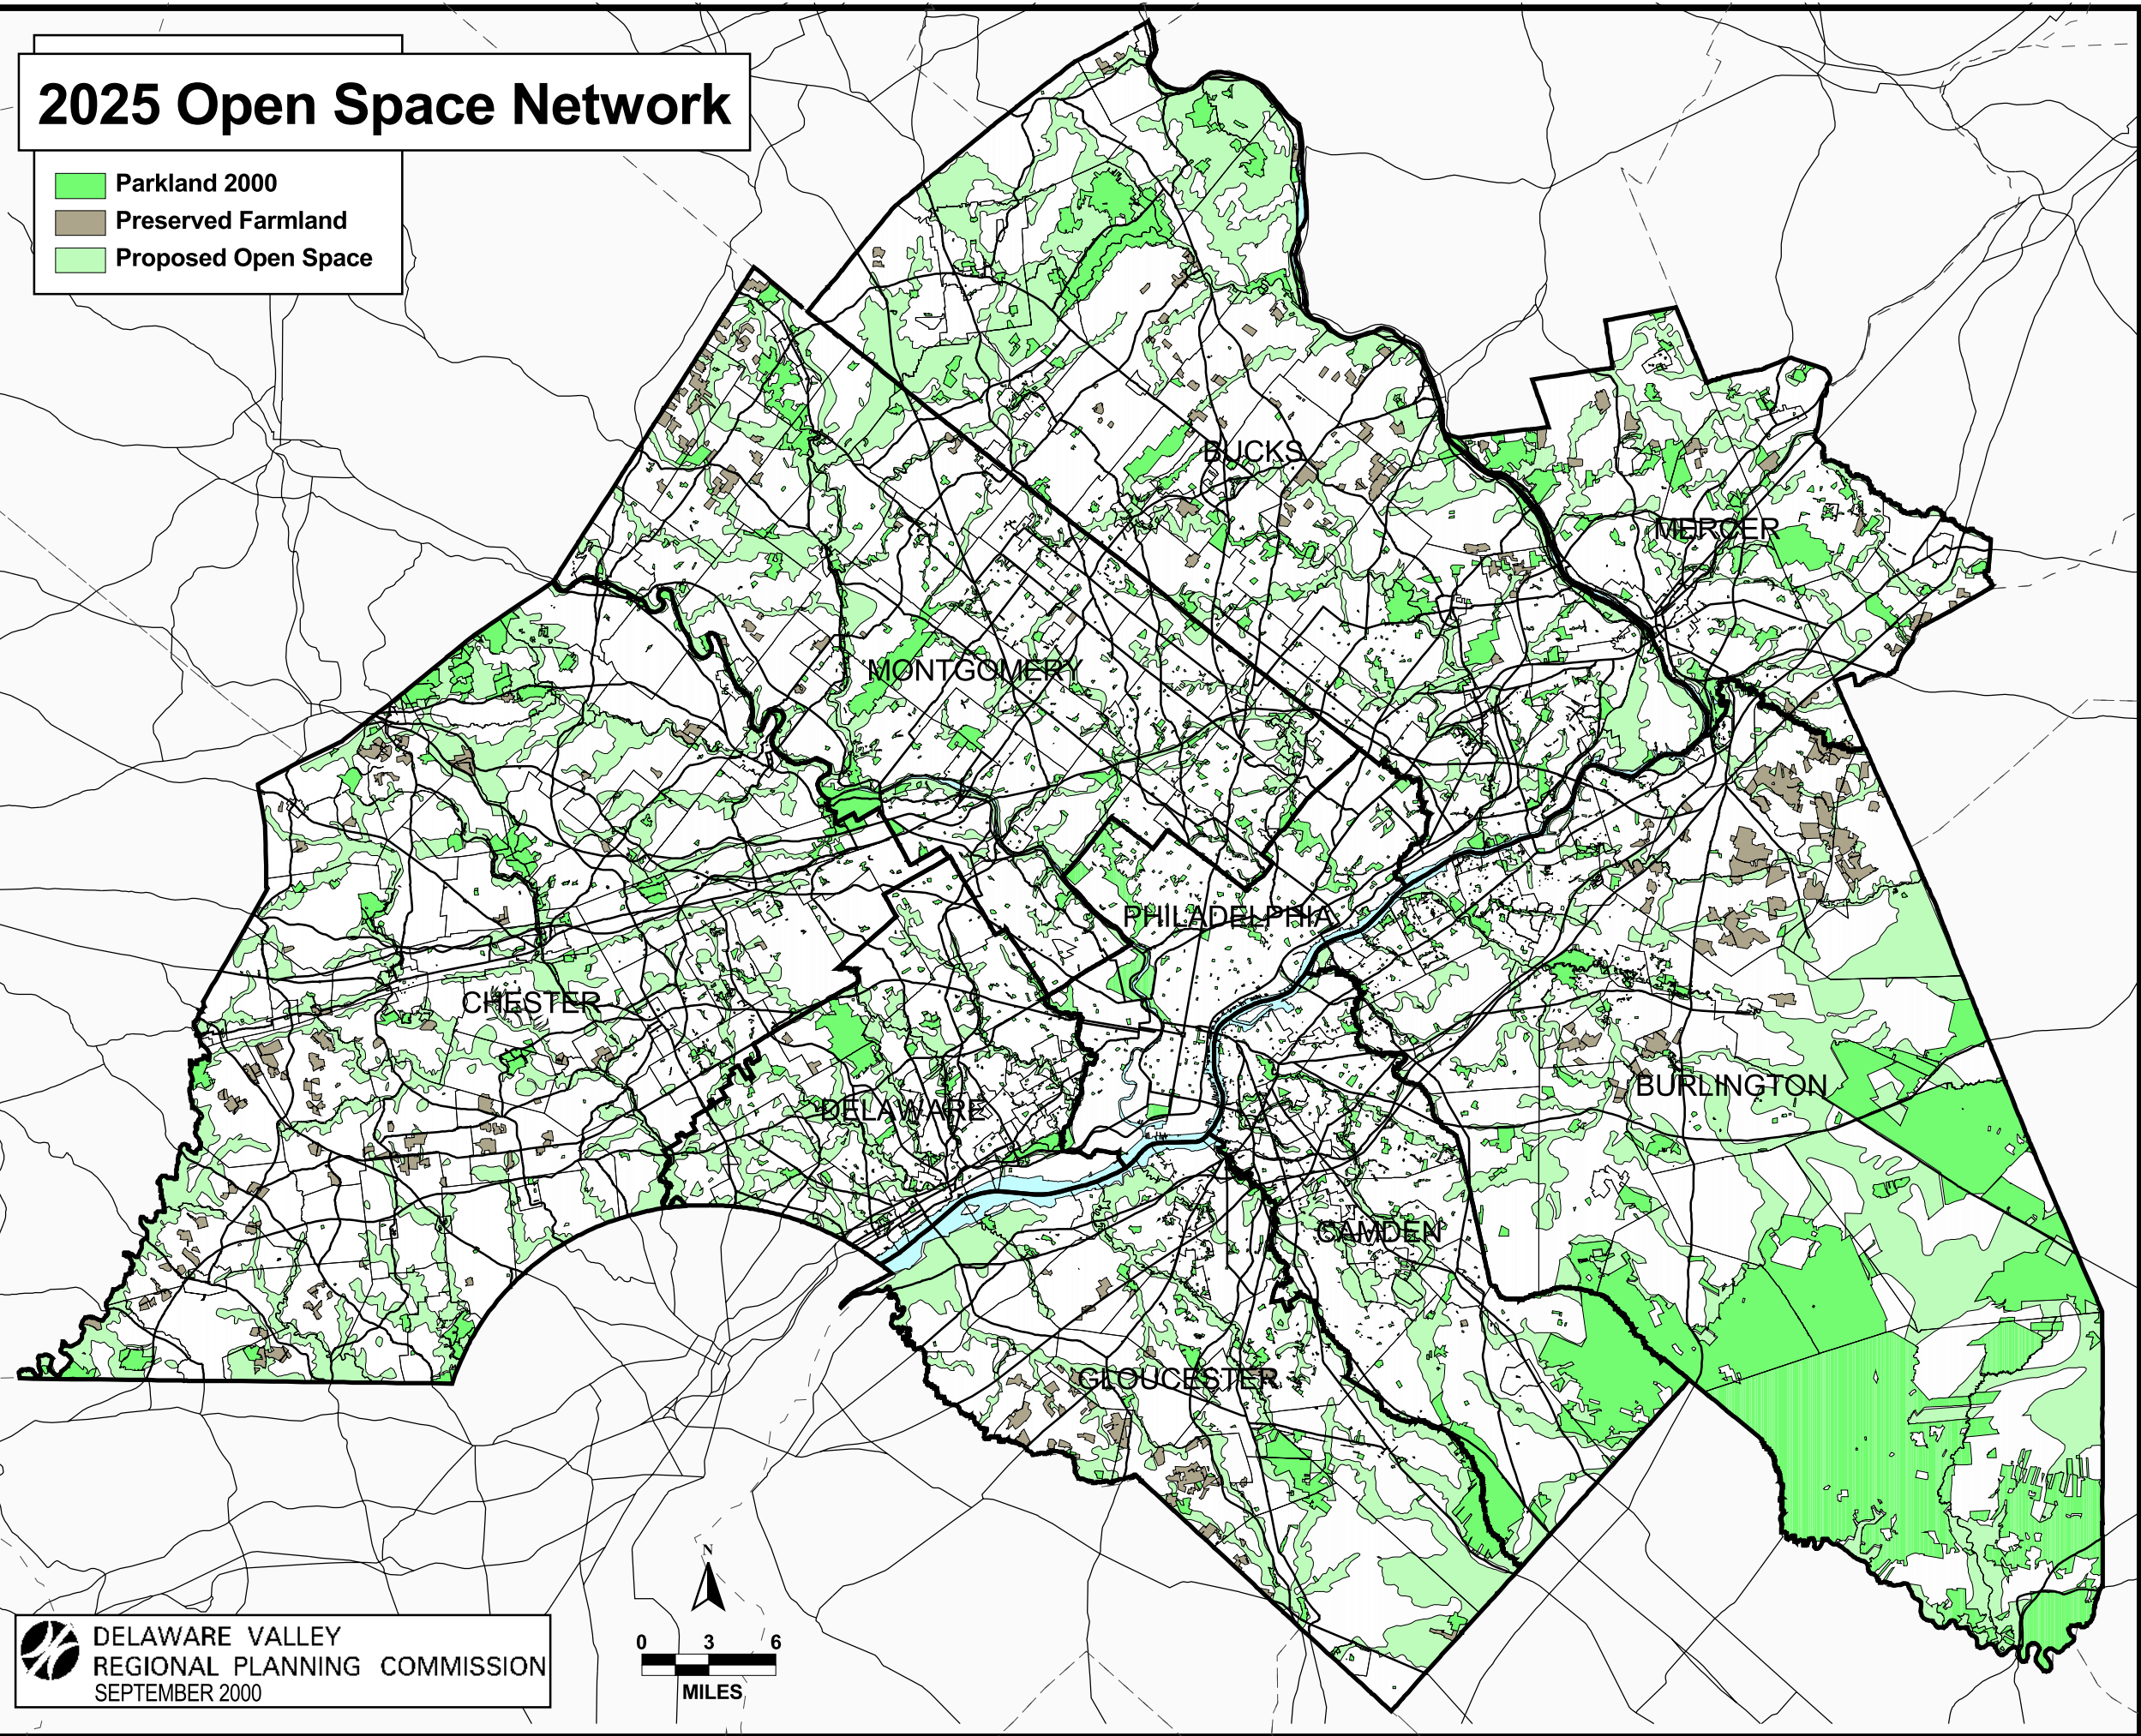 2025 Open Space Network
Parkland 2000
Preserved Farmland
Proposed Open Space
BUCKS
MERCER
MONTGOMERY
PHILADELPHIA
CHESTER
BURLINGTON
DELAWARE
CAMDEN
GLOUCESTER
N
0 3 6
MILES
DELAWARE VALLEY
REGIONAL PLANNING COMMISSION
SEPTEMBER 2000